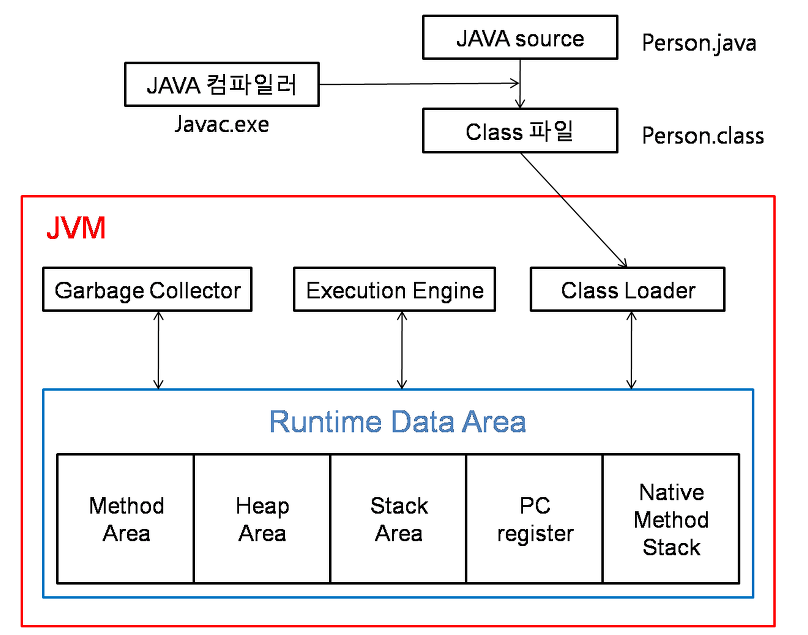 JAVA source
Person.java
JAVA 컴파일러
Javac.exe
Class 파일
Person.class
JVM
Garbage Collector
Execution Engine
Class Loader
Runtime Data Area
Method
Area
Heap
Area
Stack
Area
PC
register
Native
Method
Stack